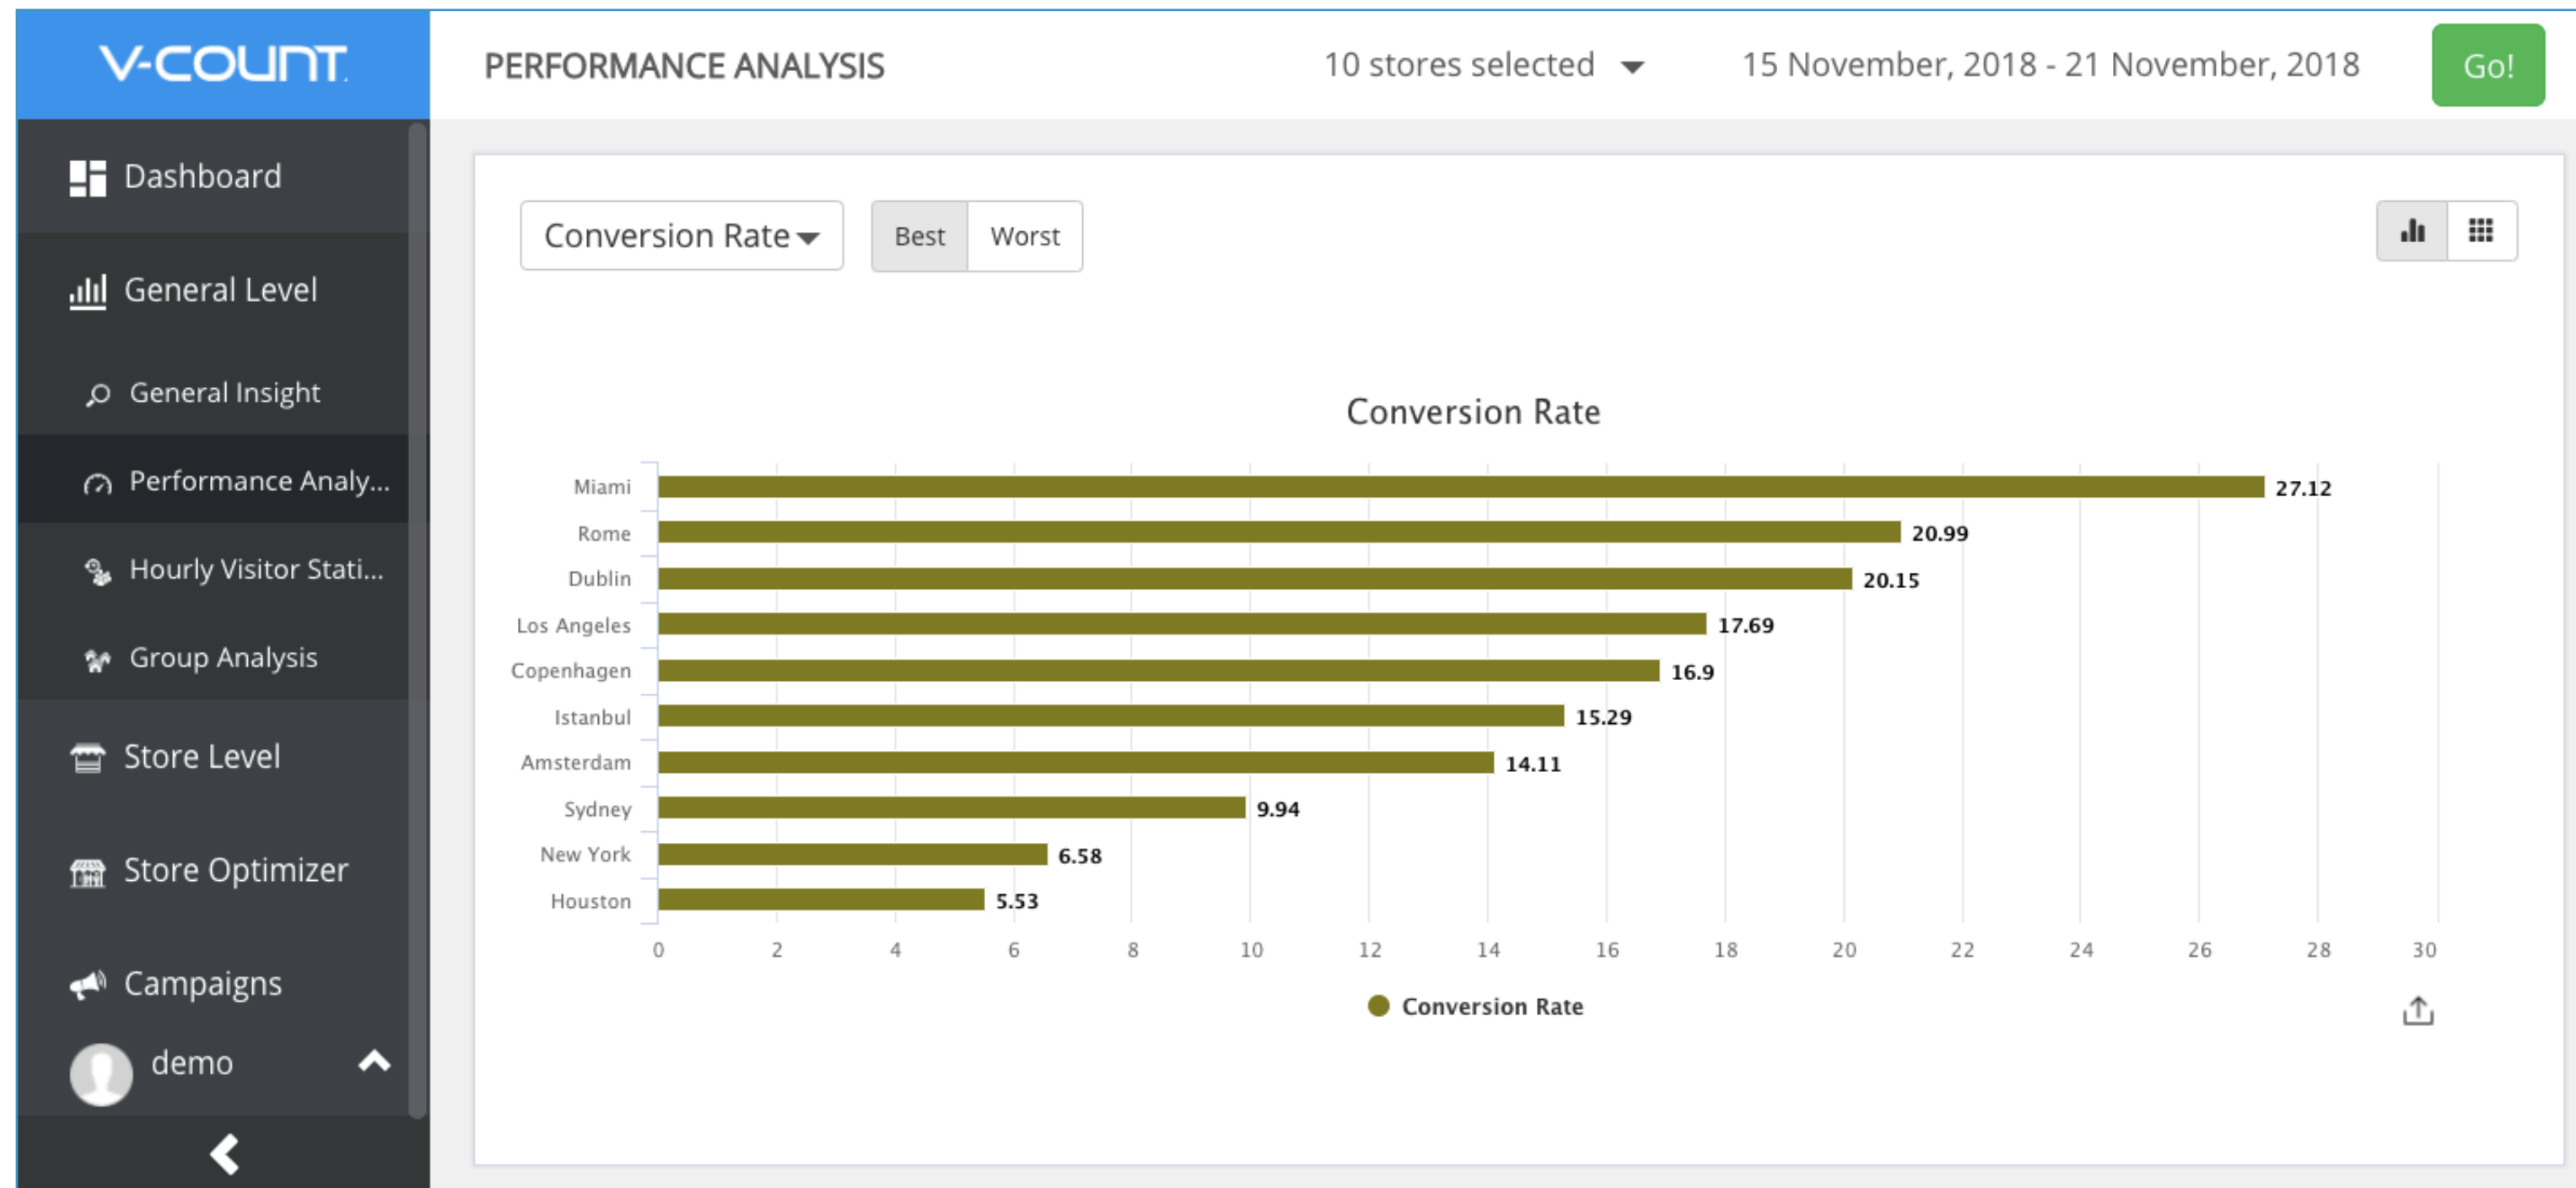 V-COUNT.
PERFORMANCE ANALYSIS
10 stores selected
15 November, 2018 - 21 November, 2018
Go!
Dashboard
General Level
General Insight
Performance Analy...
Hourly Visitor Stati...
Group Analysis
Store Level
Store Optimizer
Campaigns
demo
Conversion Rate
Best
Worst
Conversion Rate
Miami 27.12
Rome 20.99
Dublin 20.15
Los Angeles 17.69
Copenhagen 16.9
Istanbul 15.29
Amsterdam 14.11
Sydney 9.94
New York 6.58
Houston 5.53
0 2 4 6 8 10 12 14 16 18 20 22 24 26 28 30
Conversion Rate